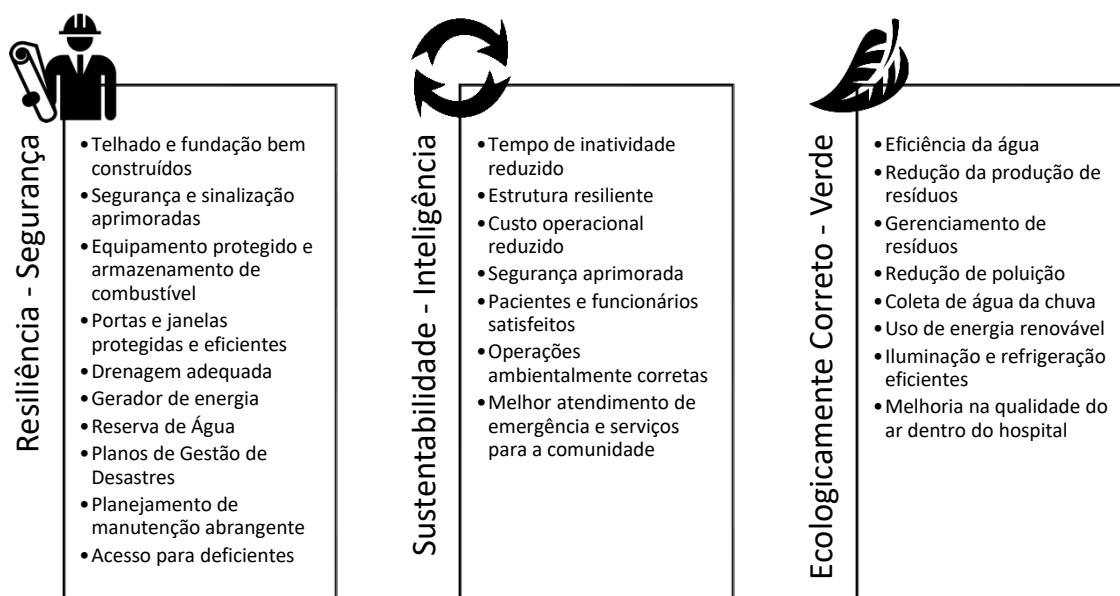 Resiliência - Segurança
•Telhado e fundação bem
construídos
•Segurança e sinalização
aprimoradas
•Equipamento protegido e
armazenamento de
combustível
•Portas e janelas
protegidas e eficientes
•Drenagem adequada
•Gerador de energia
•Reserva de Água
•Planos de Gestão de
Desastres
•Planejamento de
manutenção abrangente
•Acesso para deficientes
Sustentabilidade - Inteligência
•Tempo de inatividade
reduzido
•Estrutura resiliente
•Custo operacional
reduzido
•Segurança aprimorada
•Pacientes e funcionários
satisfeitos
•Operações
ambientalmente corretas
•Melhor atendimento de
emergência e serviços
para a comunidade
Ecologicamente Correto - Verde
•Eficiência da água
•Redução da produção de
resíduos
•Gerenciamento de
resíduos
•Redução de poluição
•Coleta de água da chuva
•Uso de energia renovável
•Iluminação e refrigeração
eficientes
•Melhoria na qualidade do
ar dentro do hospital